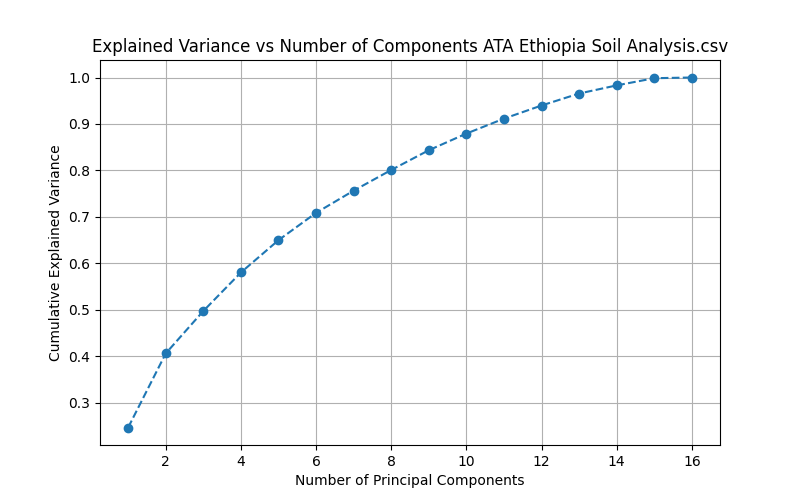 Explained Variance vs Number of Components ATA Ethiopia Soil Analysis.csv
Cumulative Explained Variance
1.0
0.9
0.8
0.7
0.6
0.5
0.4
0.3
2 4 6 8 10 12 14 16
Number of Principal Components